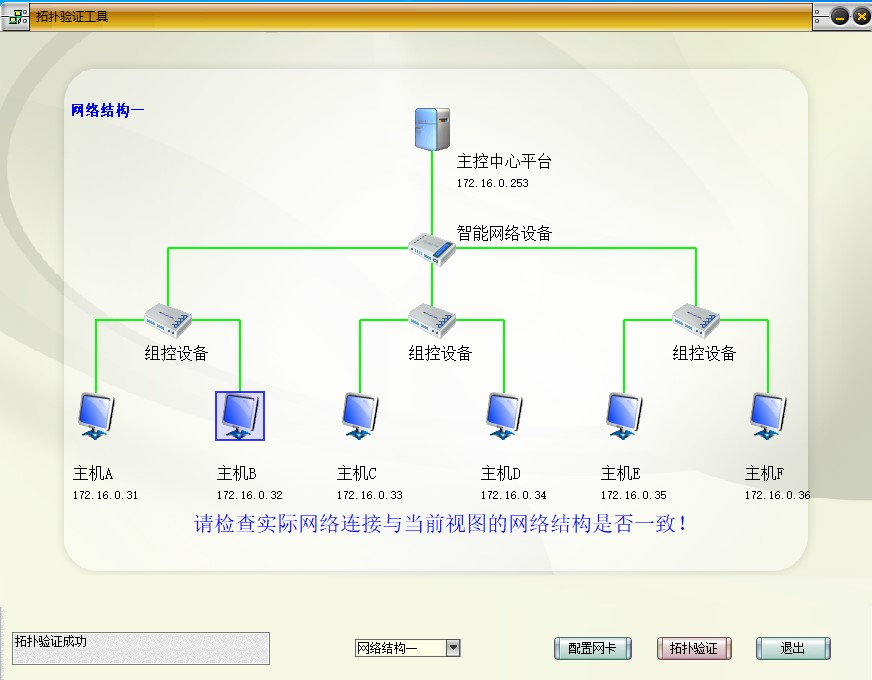 拓扑验证工具
网络结构一
主控中心平台
172.16.0.253
智能网络设备
组控设备
组控设备
组控设备
主机A
主机B
主机C
主机D
主机E
主机F
172.16.0.31
172.16.0.32
172.16.0.33
172.16.0.34
172.16.0.35
172.16.0.36
请检查实际网络连接与当前视图的网络结构是否一致！
拓扑验证成功
网络结构一
配置网卡
拓扑验证
退出